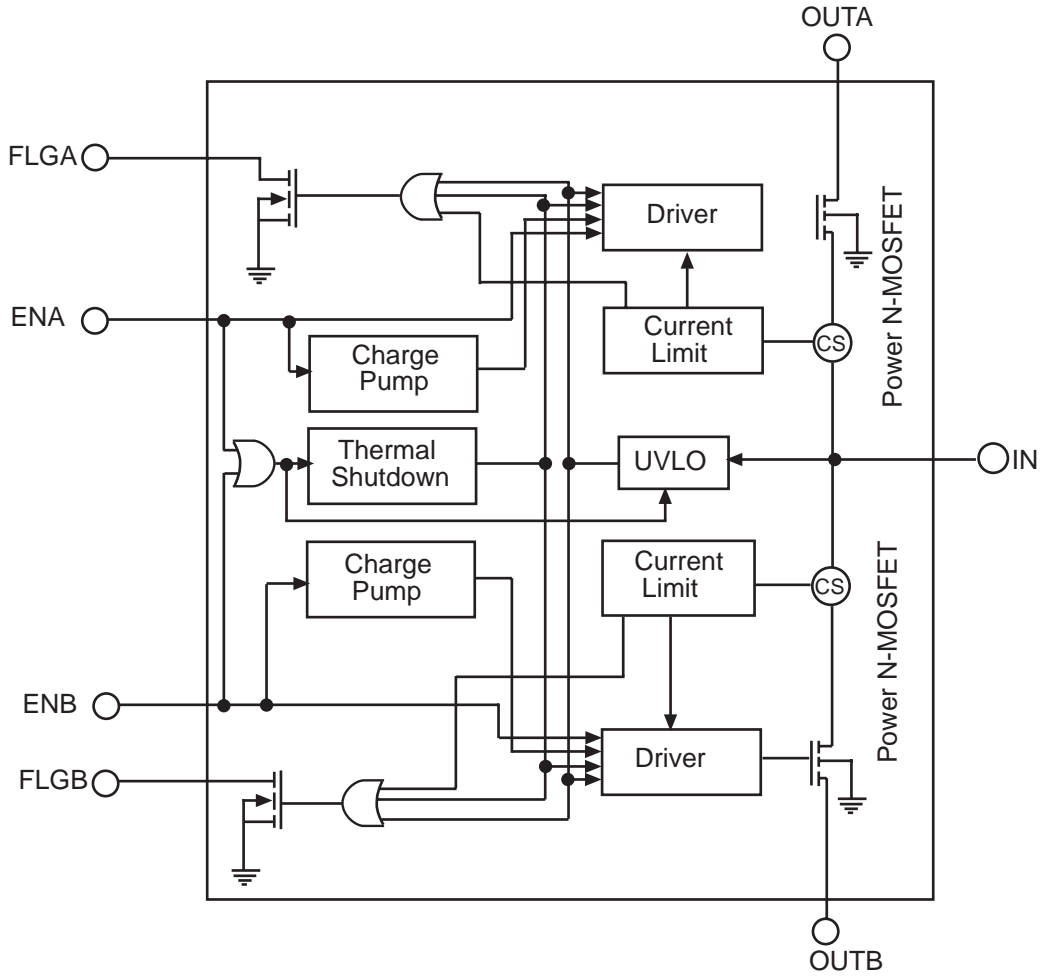 OUTA
FLGA
Driver
Power N-MOSFET
ENA
Current
Limit
CS
Charge
Pump
Thermal
Shutdown
UVLO
IN
Charge
Pump
Current
Limit
CS
Power N-MOSFET
ENB
Driver
FLGB
OUTB